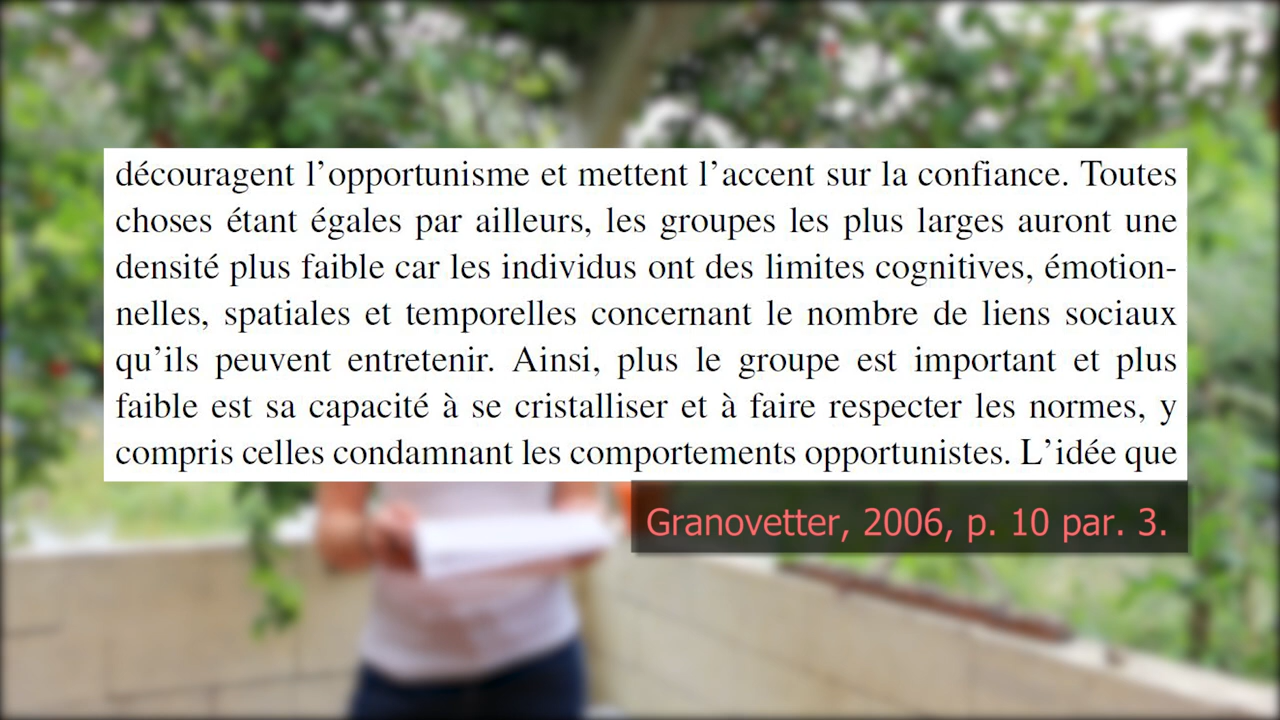 découragent l’opportunisme et mettent l’accent sur la confiance. Toutes
choses étant égales par ailleurs, les groupes les plus larges auront une
densité plus faible car les individus ont des limites cognitives, émotion-
nelles, spatiales et temporelles concernant le nombre de liens sociaux
qu’ils peuvent entretenir. Ainsi, plus le groupe est important et plus
faible est sa capacité à se cristalliser et à faire respecter les normes, y
compris celles condamnant les comportements opportunistes. L’idée que
Granovetter, 2006, p. 10 par. 3.